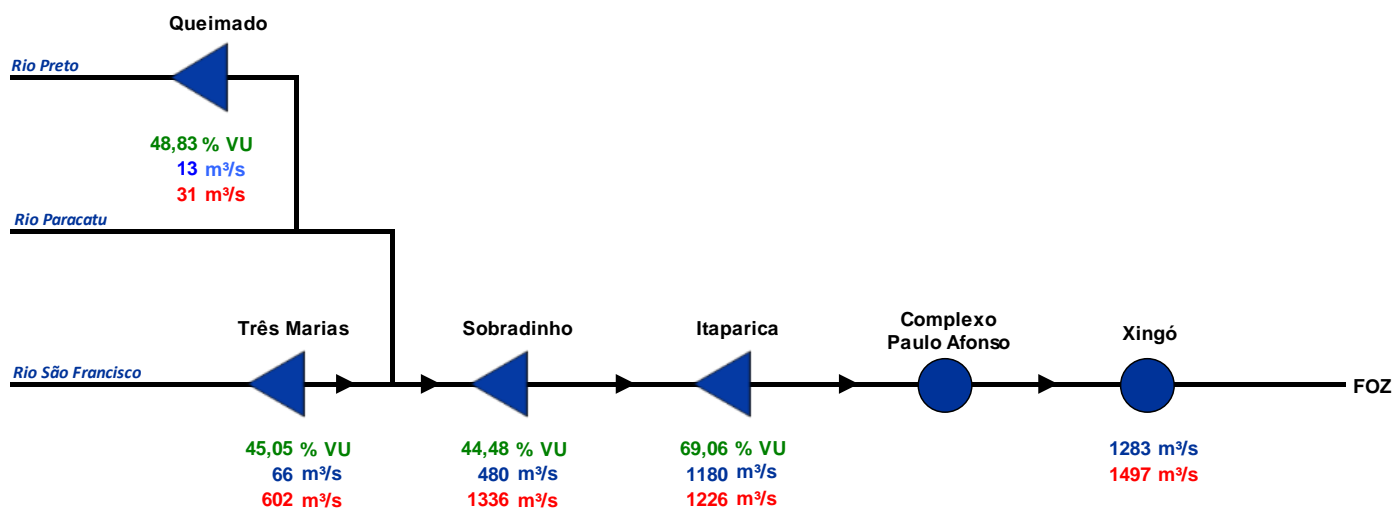 Queimado
Rio Preto
48,83 % VU
13 m³/s
31 m³/s
Rio Paracatu
Três Marias
Sobradinho
Itaparica
Complexo
Paulo Afonso
Xingó
Rio São Francisco
FOZ
45,05 % VU
66 m³/s
602 m³/s
44,48 % VU
480 m³/s
1336 m³/s
69,06 % VU
1180 m³/s
1226 m³/s
1283 m³/s
1497 m³/s